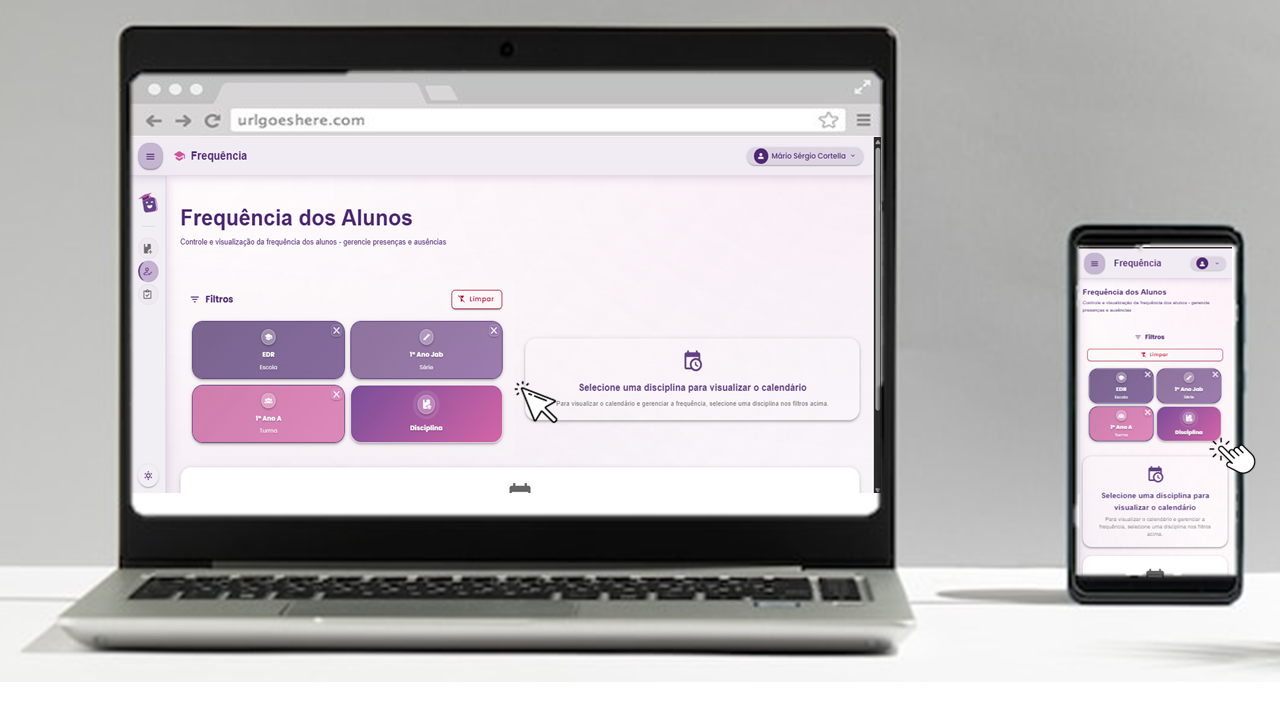 urlgoeshere.com
Frequência
Mário Sérgio Cortella
Frequência dos Alunos
Controle e visualização da frequência dos alunos - gerencie presenças e ausências
Filtros
Limpar
EDR
Escola
1º Ano Jab
Série
1º Ano A
Turma
Disciplina
Selecione uma disciplina para visualizar o calendário
Para visualizar o calendário e gerenciar a frequência, selecione uma disciplina nos filtros acima.
Frequência
Frequência dos Alunos
Controle e visualização da frequência dos alunos - gerencie
presenças e ausências
Filtros
Limpar
EDR
Escola
1º Ano Jab
Série
1º Ano A
Turma
Disciplina
Selecione uma disciplina para
visualizar o calendário
Para visualizar o calendário e gerenciar a
frequência, selecione uma disciplina nos filtros
acima.